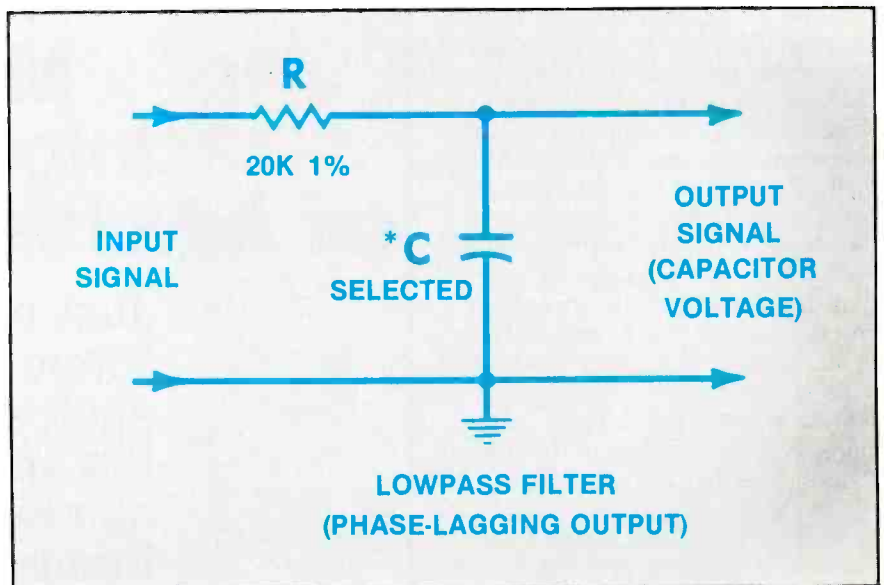 R
20K 1%
INPUT
SIGNAL
*C
SELECTED
OUTPUT
SIGNAL
(CAPACITOR
VOLTAGE)
LOWPASS FILTER
(PHASE-LAGGING OUTPUT)